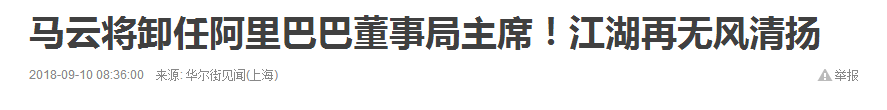 马云将卸任阿里巴巴董事局主席！江湖再无风清扬
2018-09-10 08:36:00 来源: 华尔街见闻(上海) 举报